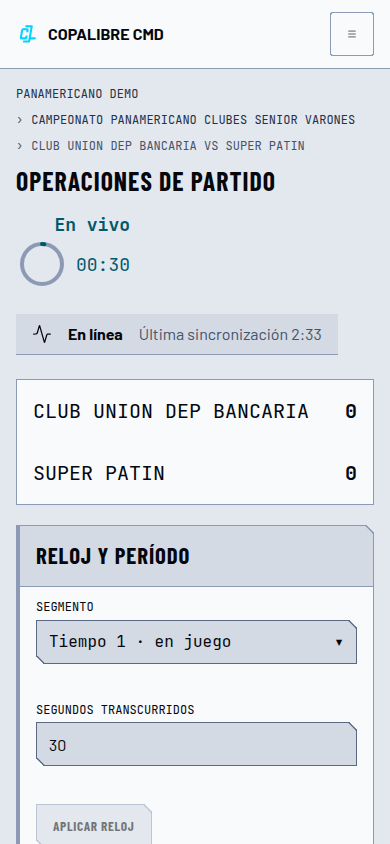 COPALIBRE CMD
≡
PANAMERICANO DEMO
› CAMPEONATO PANAMERICANO CLUBES SENIOR VARONES
› CLUB UNION DEP BANCARIA VS SUPER PATIN
OPERACIONES DE PARTIDO
En vivo
00:30
En línea Última sincronización 2:33
CLUB UNION DEP BANCARIA 0
SUPER PATIN 0
RELOJ Y PERÍODO
SEGMENTO
Tiempo 1 · en juego ▾
SEGUNDOS TRANSCURRIDOS
30
APLICAR RELOJ